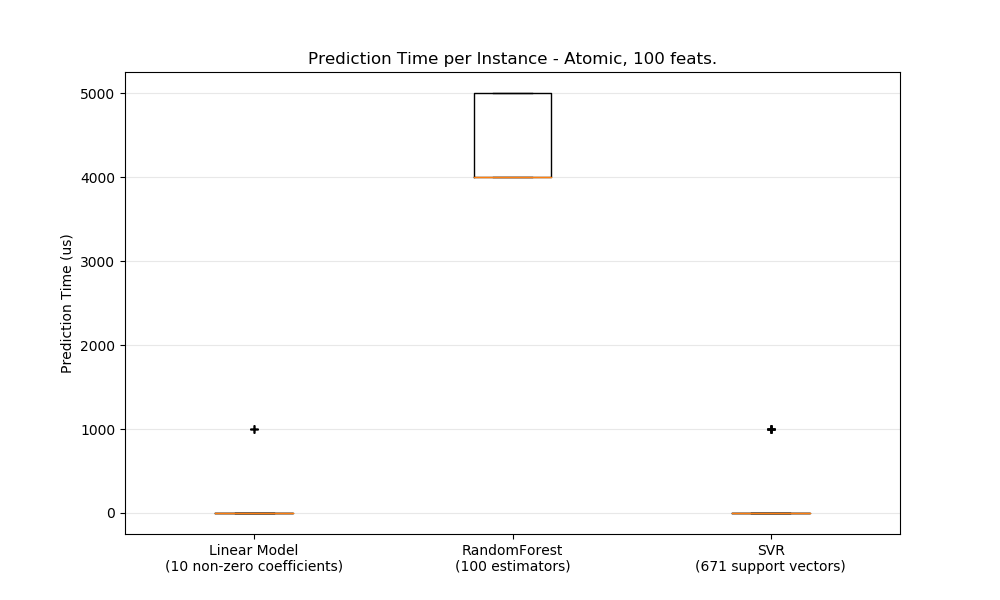 Prediction Time per Instance - Atomic, 100 feats.
Prediction Time (us)
5000
4000
3000
2000
1000
0
Linear Model
(10 non-zero coefficients)
RandomForest
(100 estimators)
SVR
(671 support vectors)